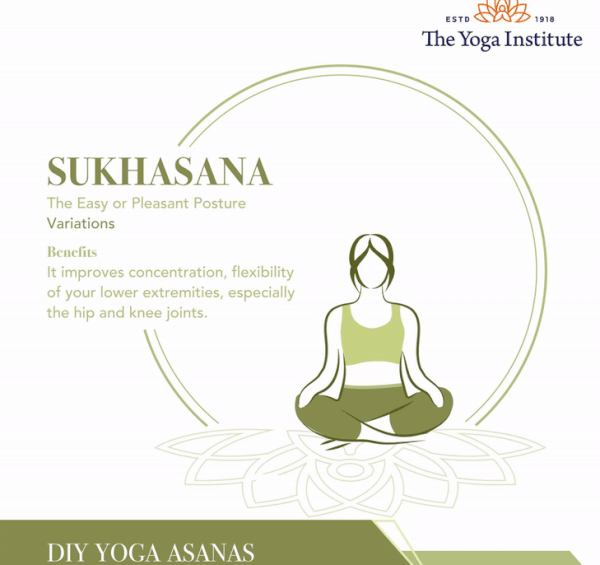 ESTD 1918
The Yoga Institute
SUKHASANA
The Easy or Pleasant Posture
Variations
Benefits
It improves concentration, flexibility
of your lower extremities, especially
the hip and knee joints.
DIY YOGA ASANAS